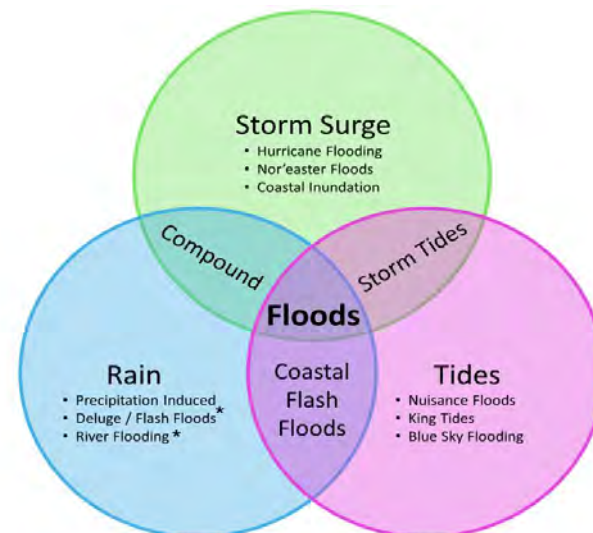 Storm Surge
• Hurricane Flooding
• Nor'easter Floods
• Coastal Inundation
Compound
Storm Tides
Floods
Rain
• Precipitation Induced
• Deluge / Flash Floods*
• River Flooding*
Coastal
Flash
Floods
Tides
• Nuisance Floods
• King Tides
• Blue Sky Flooding